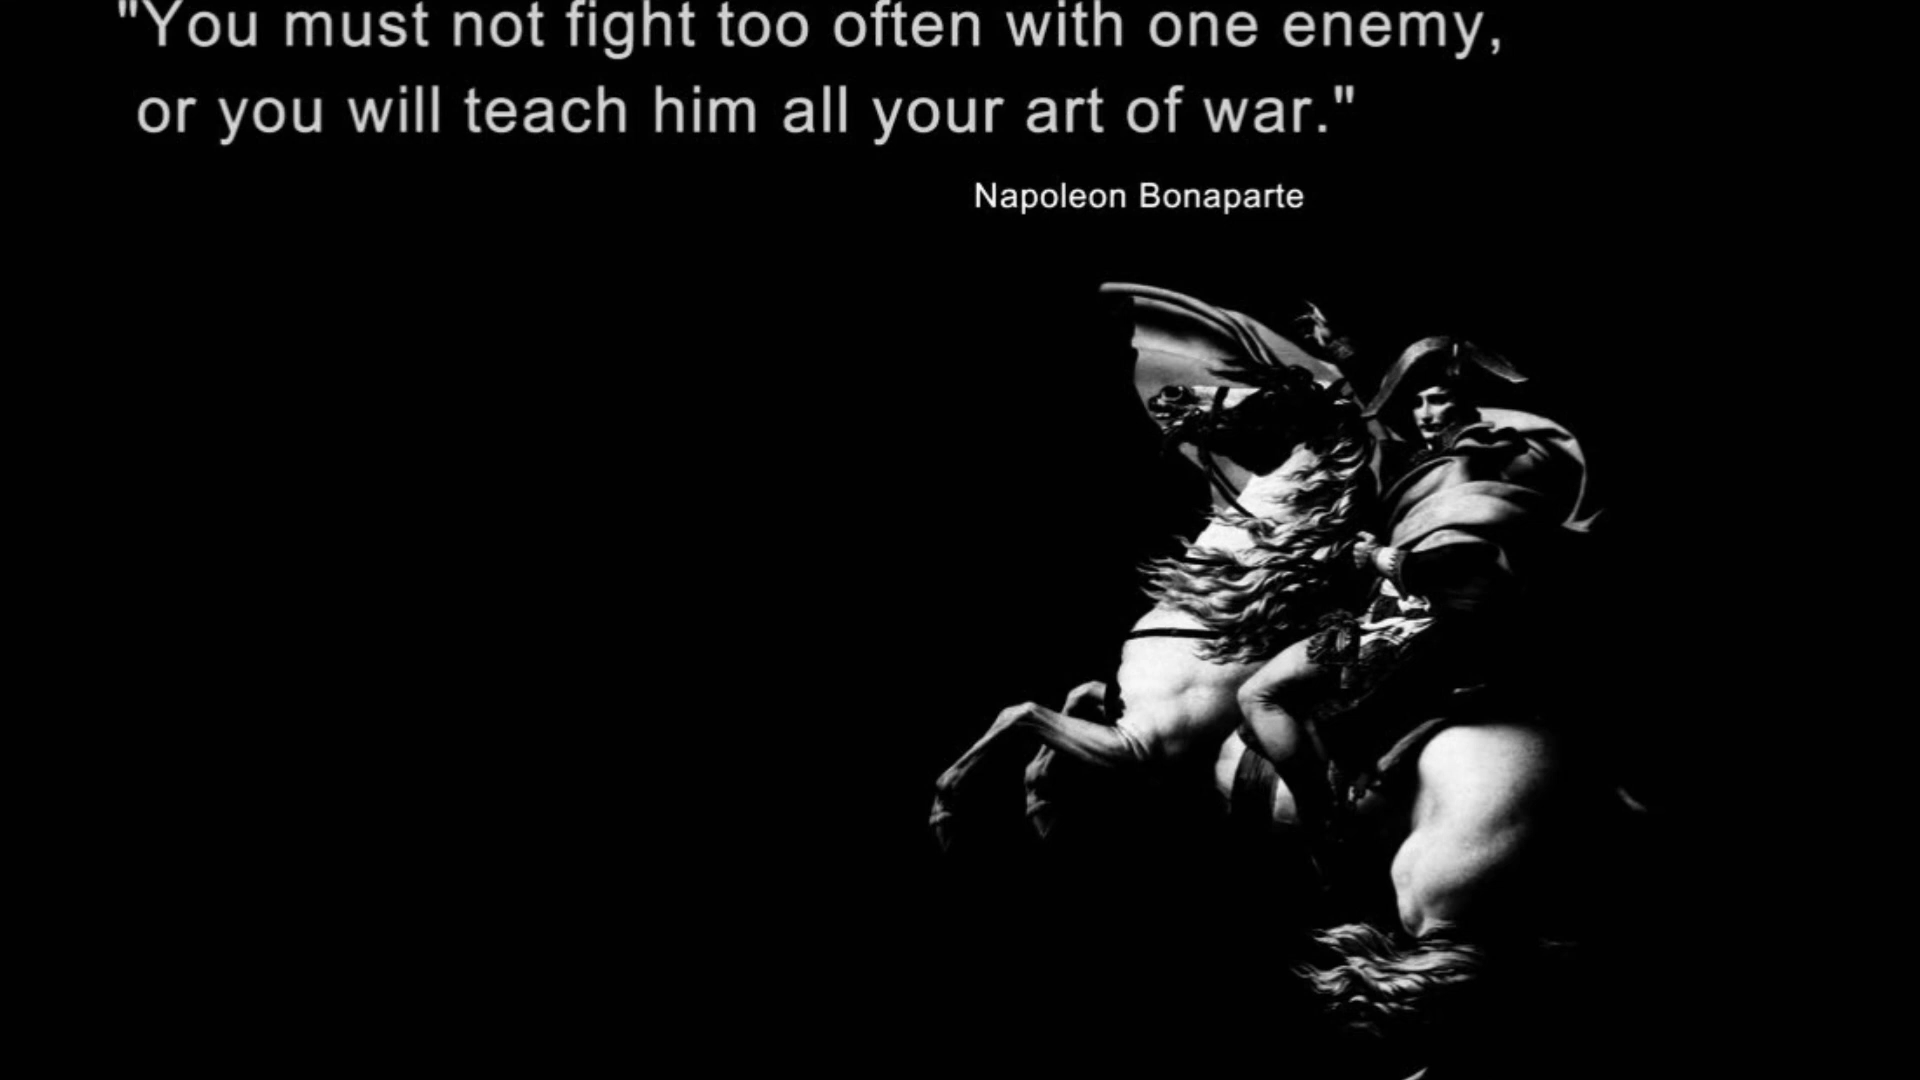 "You must not fight too often with one enemy,
or you will teach him all your art of war."
Napoleon Bonaparte